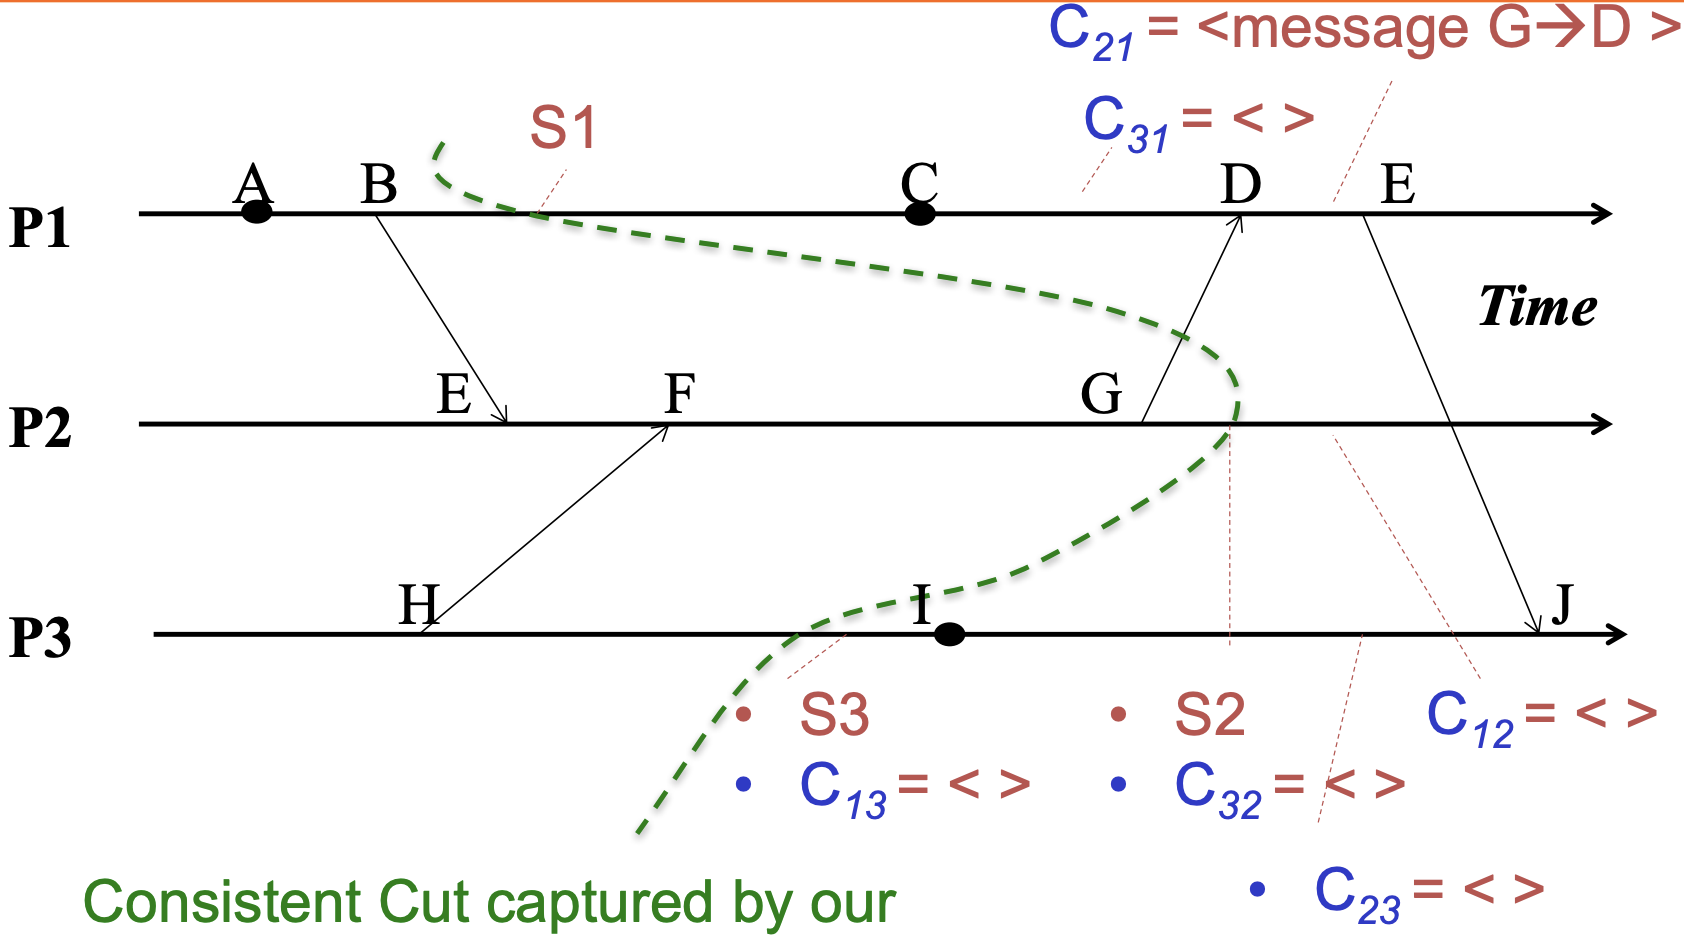 C21 = <message G→D >
S1
C31 = < >
A B C D E
P1
Time
E F G
P2
H I J
P3
• S3 • S2 C12 = < >
• C13 = < > • C32 = < >
• C23 = < >
Consistent Cut captured by our